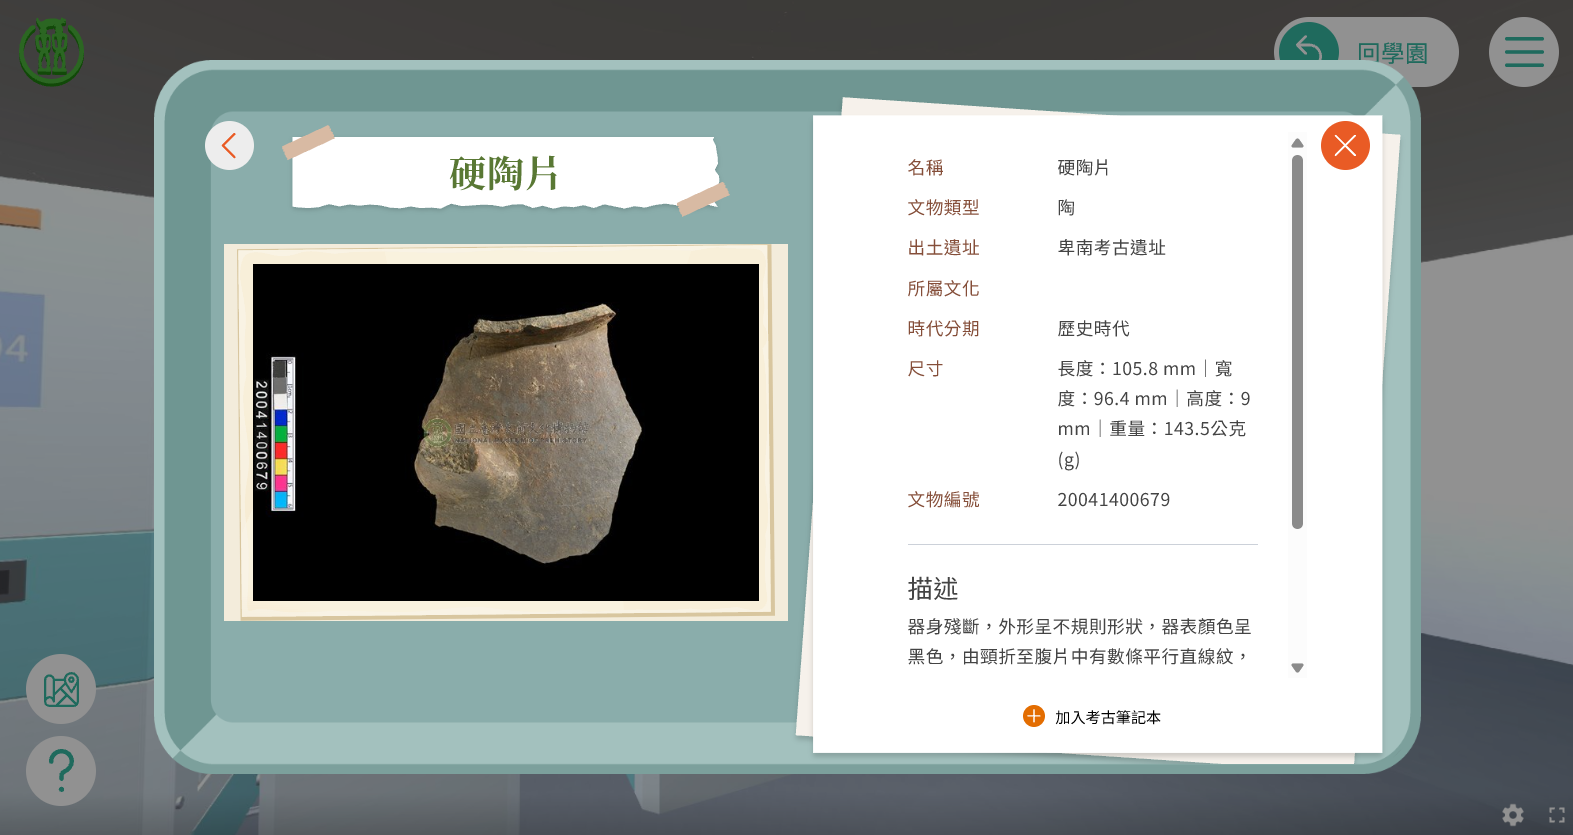 回學園
硬陶片
名稱 硬陶片
文物類型 陶
出土遺址 卑南考古遺址
所屬文化
時代分期 歷史時代
尺寸 長度：105.8 mm｜寬
度：96.4 mm｜高度：9
mm｜重量：143.5公克
(g)
文物編號 20041400679
描述
器身殘斷，外形呈不規則形狀，器表顏色呈
黑色，由頸折至腹片中有數條平行直線紋，
加入考古筆記本
20041400679
04